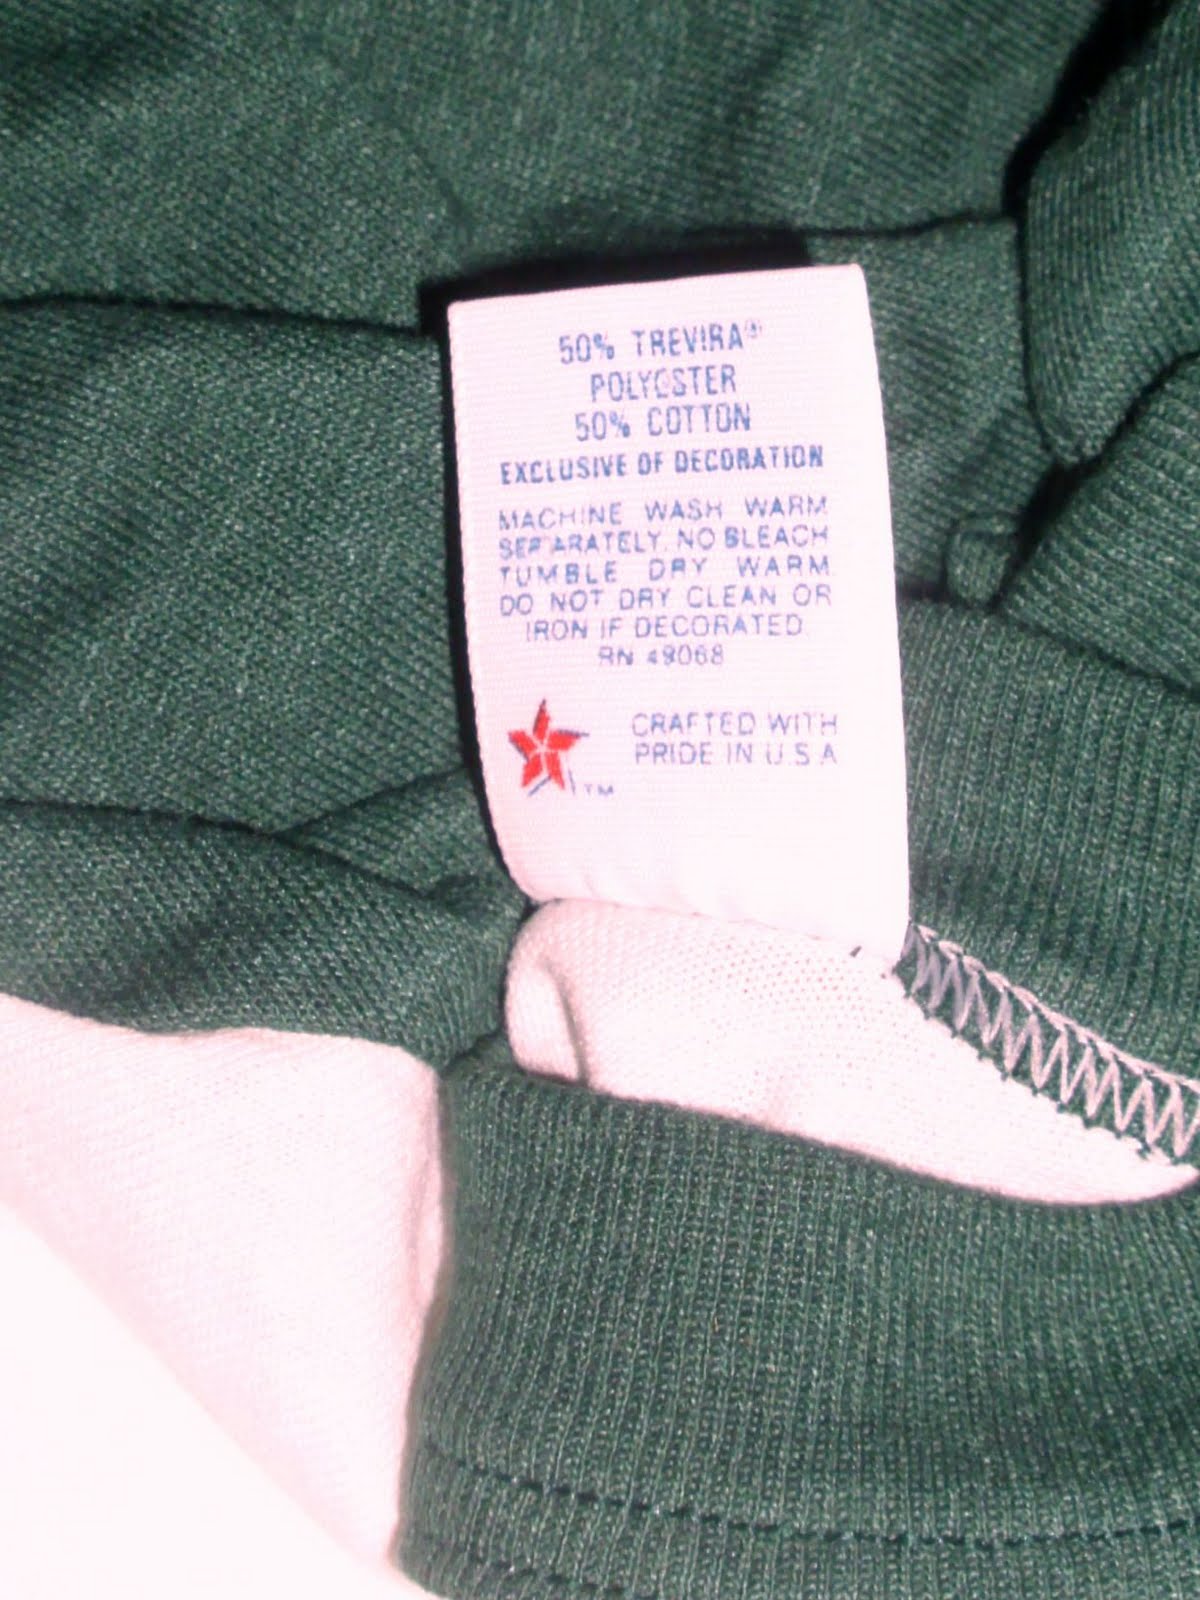 50% TREVIRA®
POLYESTER
50% COTTON
EXCLUSIVE OF DECORATION
MACHINE WASH WARM
SEPARATELY, NO BLEACH
TUMBLE DRY WARM
DO NOT DRY CLEAN OR
IRON IF DECORATED.
RN 49068
CRAFTED WITH
PRIDE IN U.S.A
TM